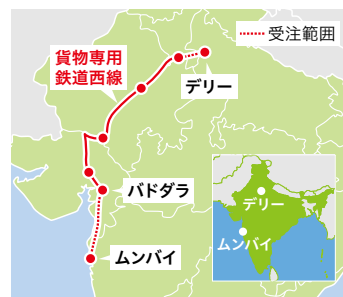 受注範囲
貨物専用
鉄道西線
デリー
バドダラ
ムンバイ
デリー
ムンバイ